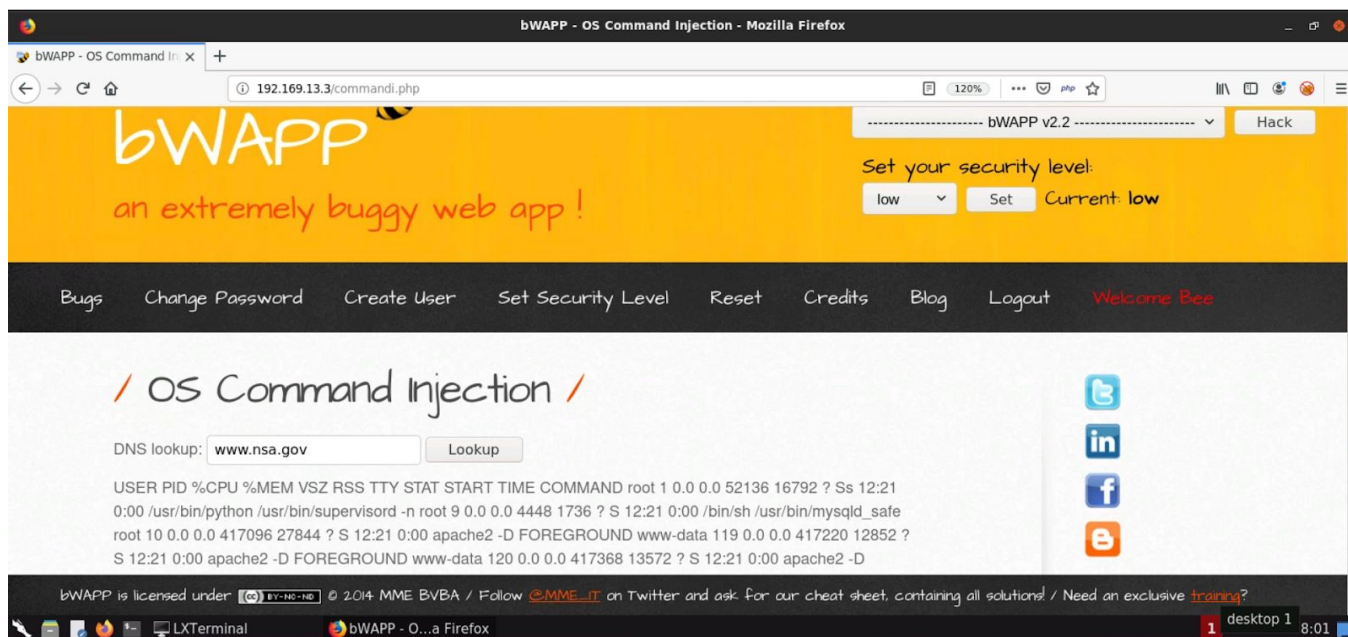 bWAPP - OS Command Injection - Mozilla Firefox
bWAPP - OS Command In
192.169.13.3/commandi.php
120%
php
bWAPP
an extremely buggy web app !
---------------------- bWAPP v2.2 ----------------------
Hack
Set your security level:
low
Set
Current: low
Bugs
Change Password
Create User
Set Security Level
Reset
Credits
Blog
Logout
Welcome Bee
/ OS Command Injection /
DNS lookup:
www.nsa.gov
Lookup
USER PID %CPU %MEM VSZ RSS TTY STAT START TIME COMMAND root 1 0.0 0.0 52136 16792 ? Ss 12:21
0:00 /usr/bin/python /usr/bin/supervisord -n root 9 0.0 0.0 4448 1736 ? S 12:21 0:00 /bin/sh /usr/bin/mysqld_safe
root 10 0.0 0.0 417096 27844 ? S 12:21 0:00 apache2 -D FOREGROUND www-data 119 0.0 0.0 417220 12852 ?
S 12:21 0:00 apache2 -D FOREGROUND www-data 120 0.0 0.0 417368 13572 ? S 12:21 0:00 apache2 -D
bWAPP is licensed under (cc) BY-NC-ND © 2014 MME BVBA / Follow @MME_IT on Twitter and ask for our cheat sheet, containing all solutions! / Need an exclusive training?
LXTerminal
bWAPP - O...a Firefox
1
desktop 1
8:01